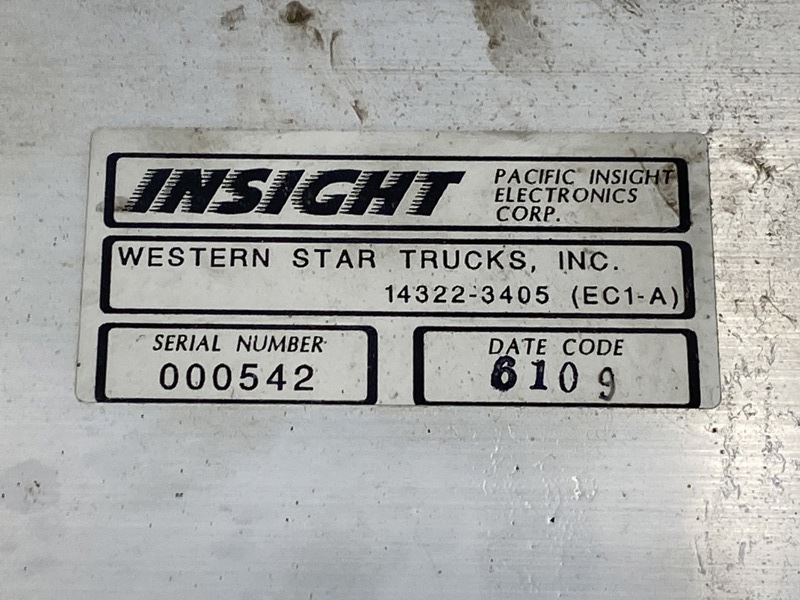 INSIGHT
PACIFIC INSIGHT
ELECTRONICS
CORP.
WESTERN STAR TRUCKS, INC.
14322-3405 (EC1-A)
SERIAL NUMBER
000542
DATE CODE
6109